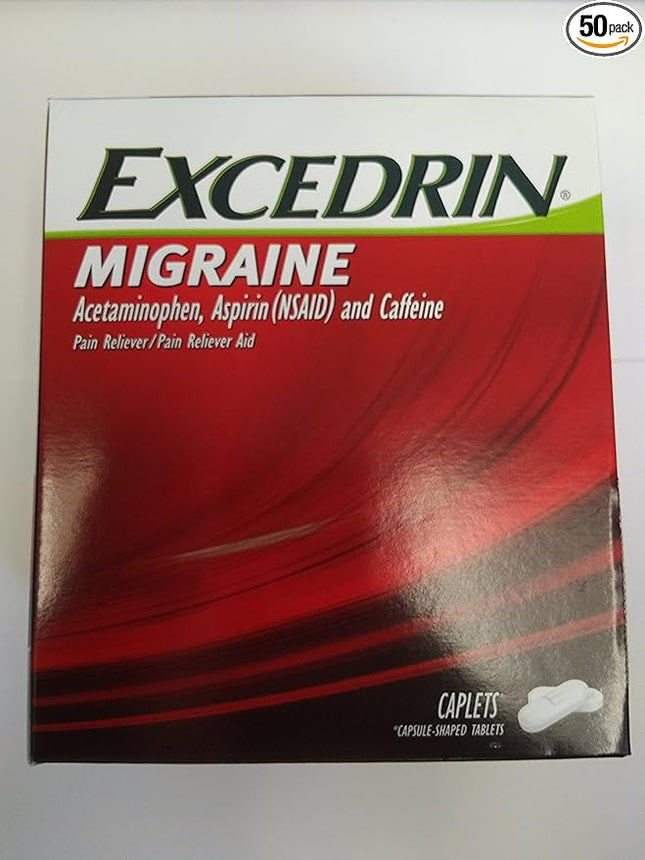 50 pack
EXCEDRIN®
MIGRAINE
Acetaminophen, Aspirin (NSAID) and Caffeine
Pain Reliever/Pain Reliever Aid
CAPLETS*
*CAPSULE-SHAPED TABLETS
E